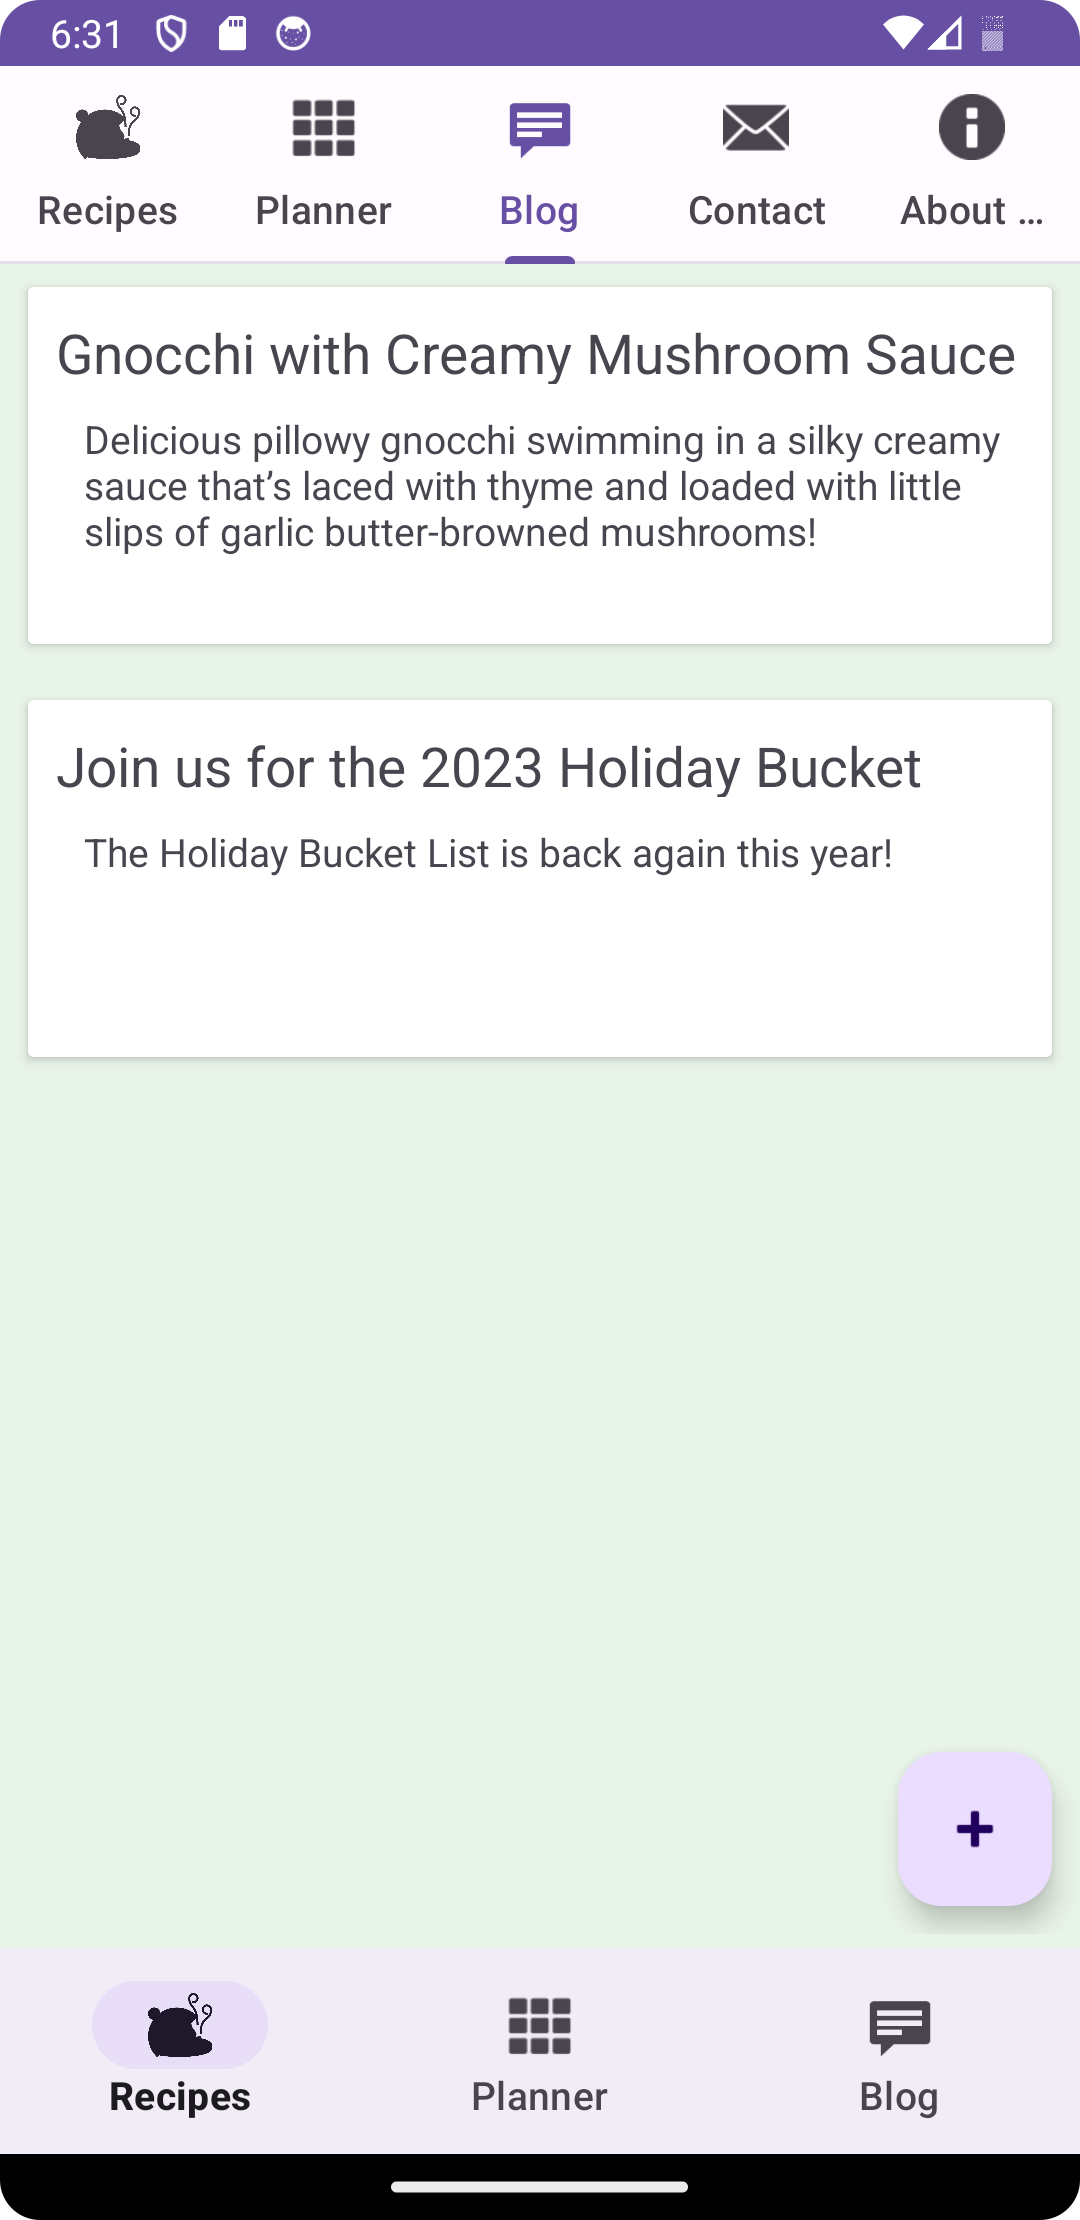 6:31
Recipes
Planner
Blog
Contact
About ...
Gnocchi with Creamy Mushroom Sauce
Delicious pillowy gnocchi swimming in a silky creamy
sauce that’s laced with thyme and loaded with little
slips of garlic butter-browned mushrooms!
Join us for the 2023 Holiday Bucket
The Holiday Bucket List is back again this year!
Recipes
Planner
Blog